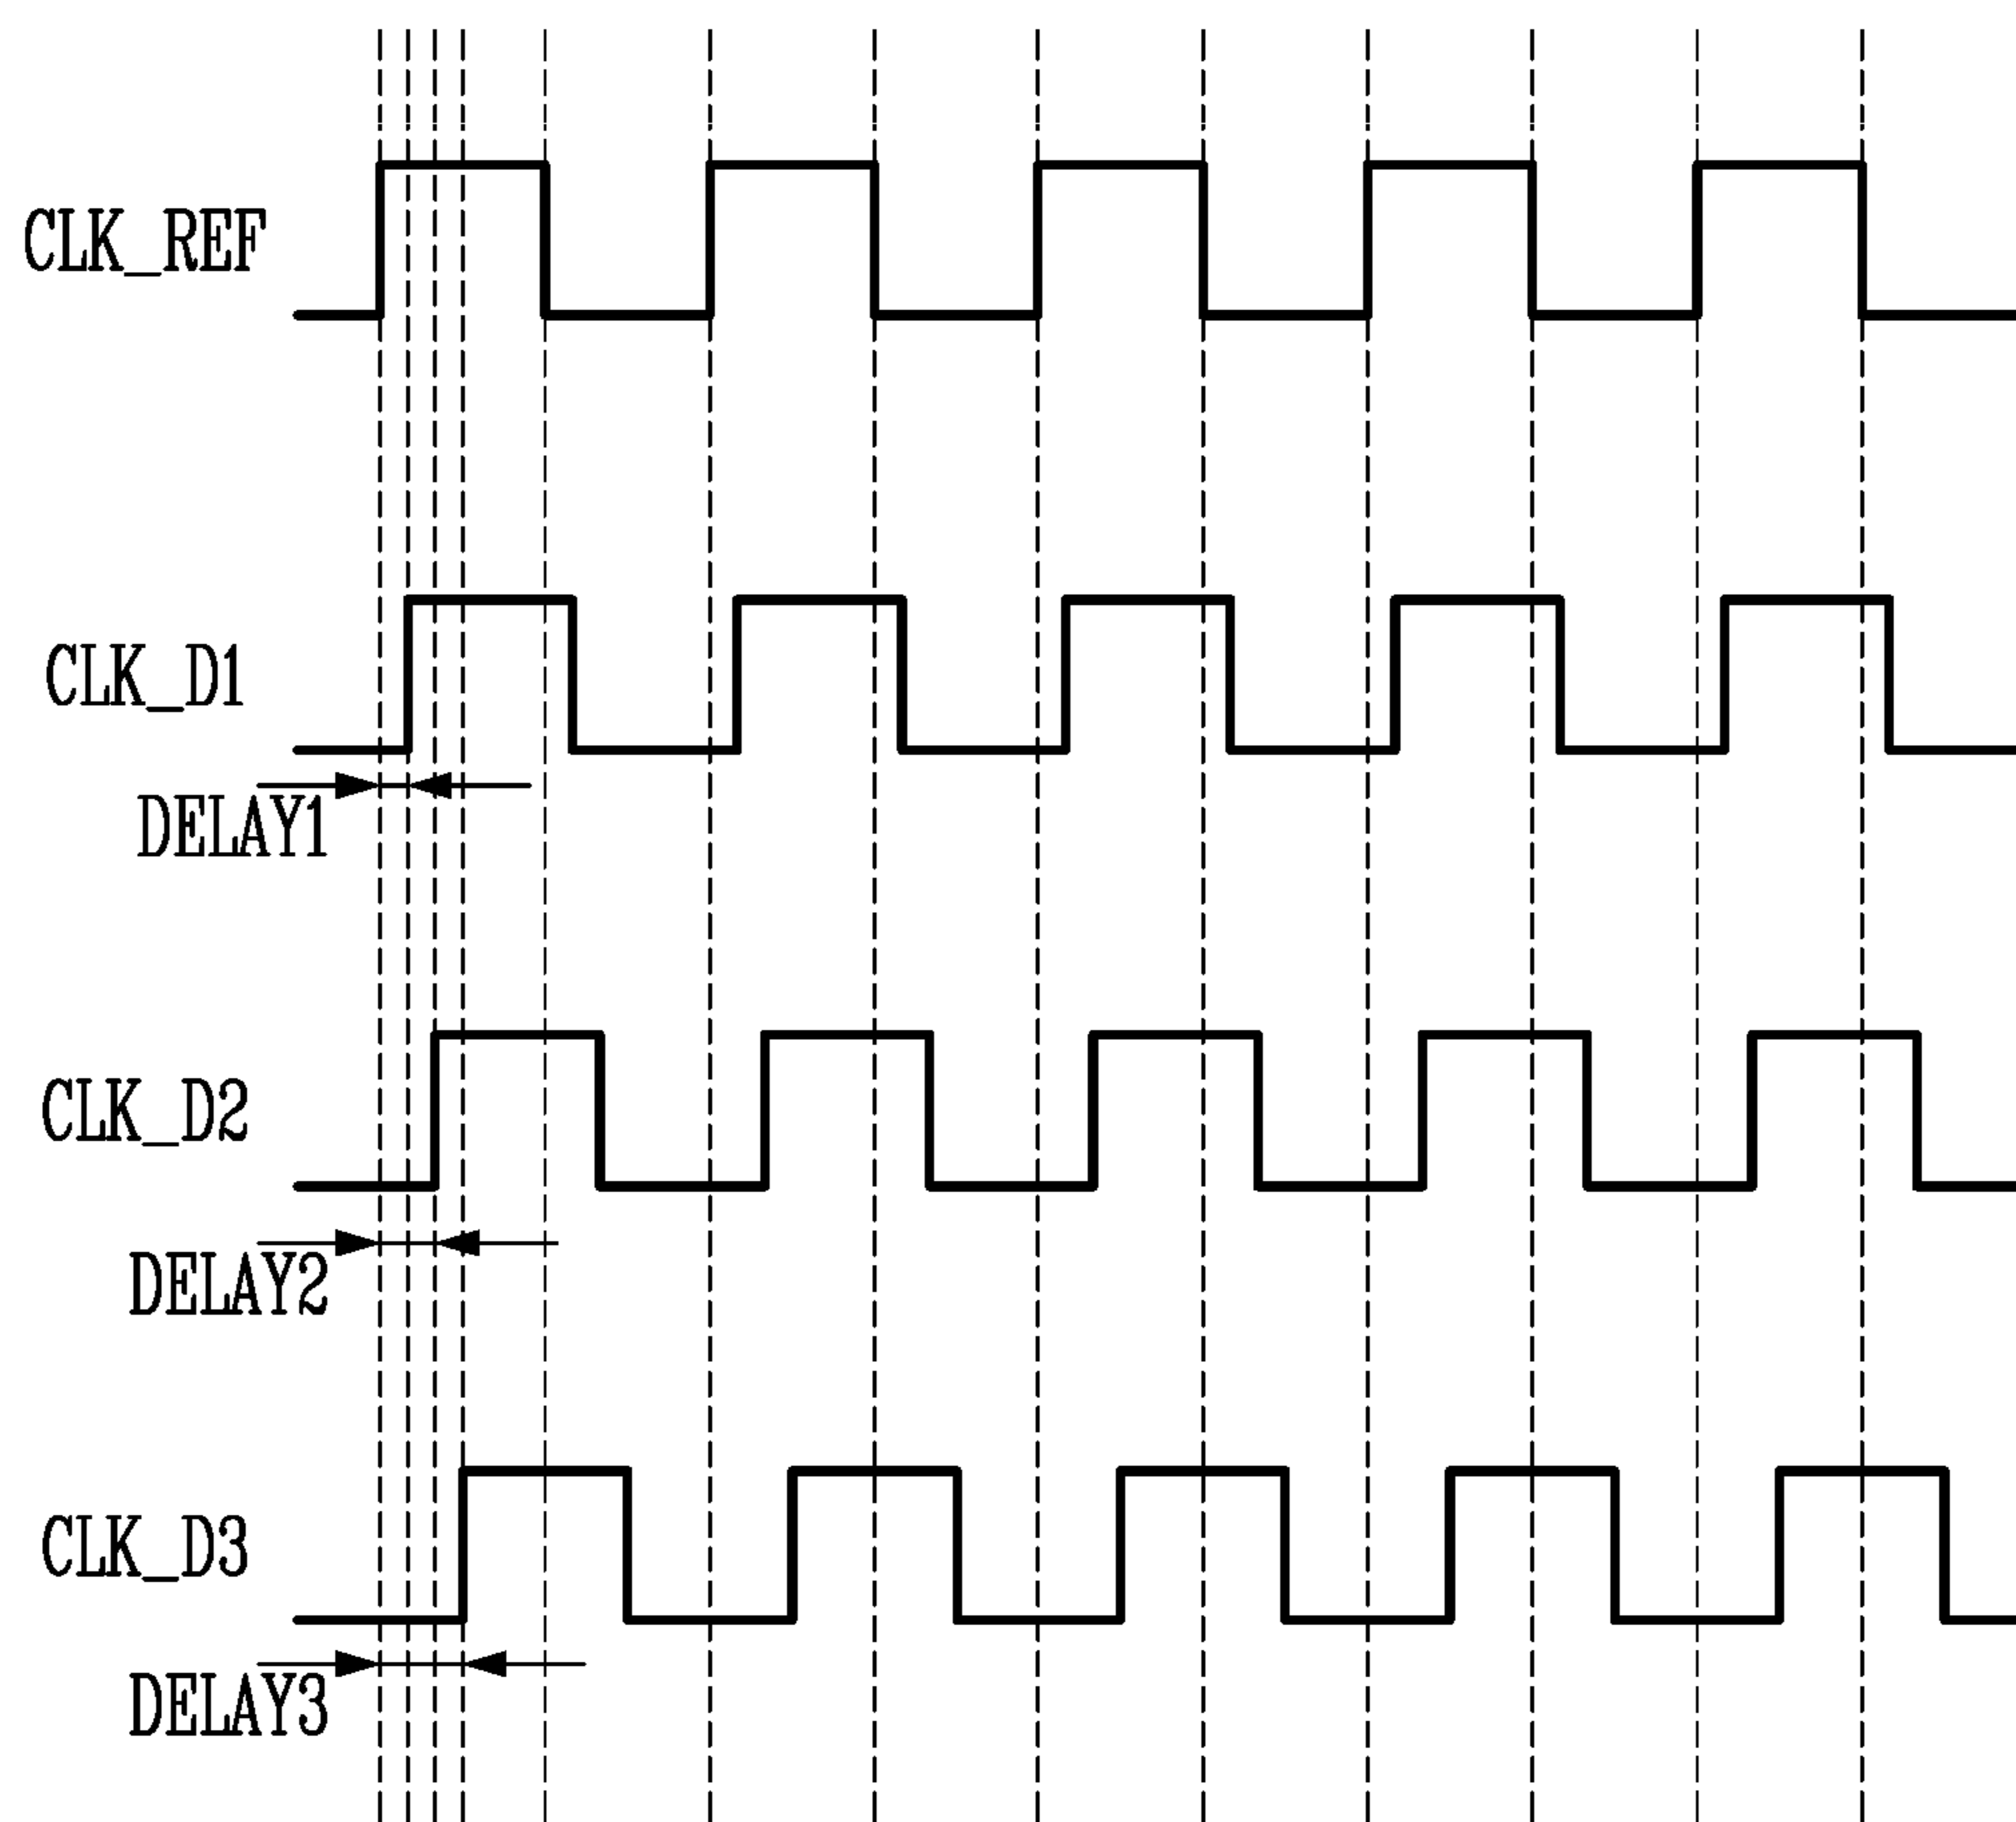 CLK_REF
CLK_D1
DELAY1
CLK_D2
DELAY2
CLK_D3
DELAY3